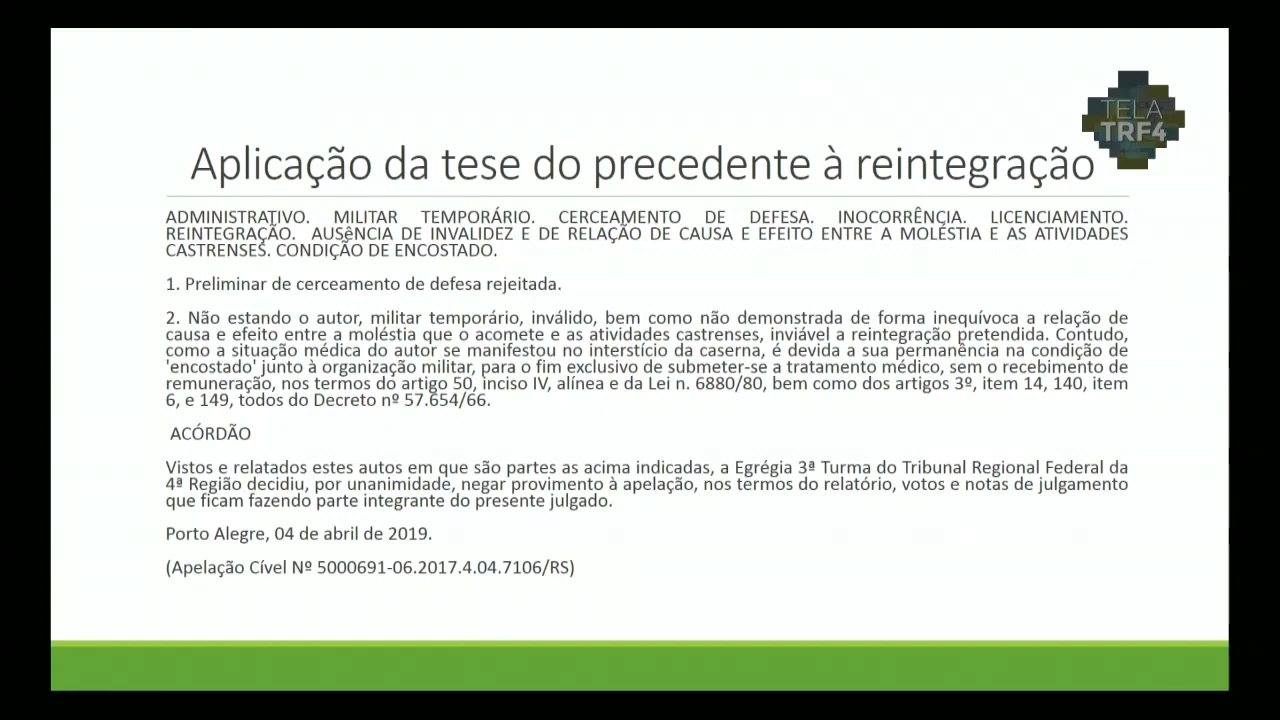 TELA
TRF4
Aplicação da tese do precedente à reintegração
ADMINISTRATIVO. MILITAR TEMPORÁRIO. CERCEAMENTO DE DEFESA. INOCORRÊNCIA. LICENCIAMENTO.
REINTEGRAÇÃO. AUSêNCIA DE INVALIDEZ E DE RELAÇÃO DE CAUSA E EFEITO ENTRE A MOLÉSTIA E AS ATIVIDADES
CASTRENSES. CONDIÇÃO DE ENCOSTADO.
1. Preliminar de cerceamento de defesa rejeitada.
2. Não estando o autor, militar temporário, inválido, bem como não demonstrada de forma inequívoca a relação de
causa e efeito entre a moléstia que o acomete e as atividades castrenses, inviável a reintegração pretendida. Contudo,
como a situação médica do autor se manifestou no interstício da caserna, é devida a sua permanência na condição de
'encostado' junto à organização militar, para o fim exclusivo de submeter-se a tratamento médico, sem o recebimento de
remuneração, nos termos do artigo 50, inciso IV, alínea e da Lei n. 6880/80, bem como dos artigos 3º, item 14, 140, item
6, e 149, todos do Decreto nº 57.654/66.
ACÓRDÃO
Vistos e relatados estes autos em que são partes as acima indicadas, a Egrégia 3ª Turma do Tribunal Regional Federal da
4ª Região decidiu, por unanimidade, negar provimento à apelação, nos termos do relatório, votos e notas de julgamento
que ficam fazendo parte integrante do presente julgado.
Porto Alegre, 04 de abril de 2019.
(Apelação Cível Nº 5000691-06.2017.4.04.7106/RS)